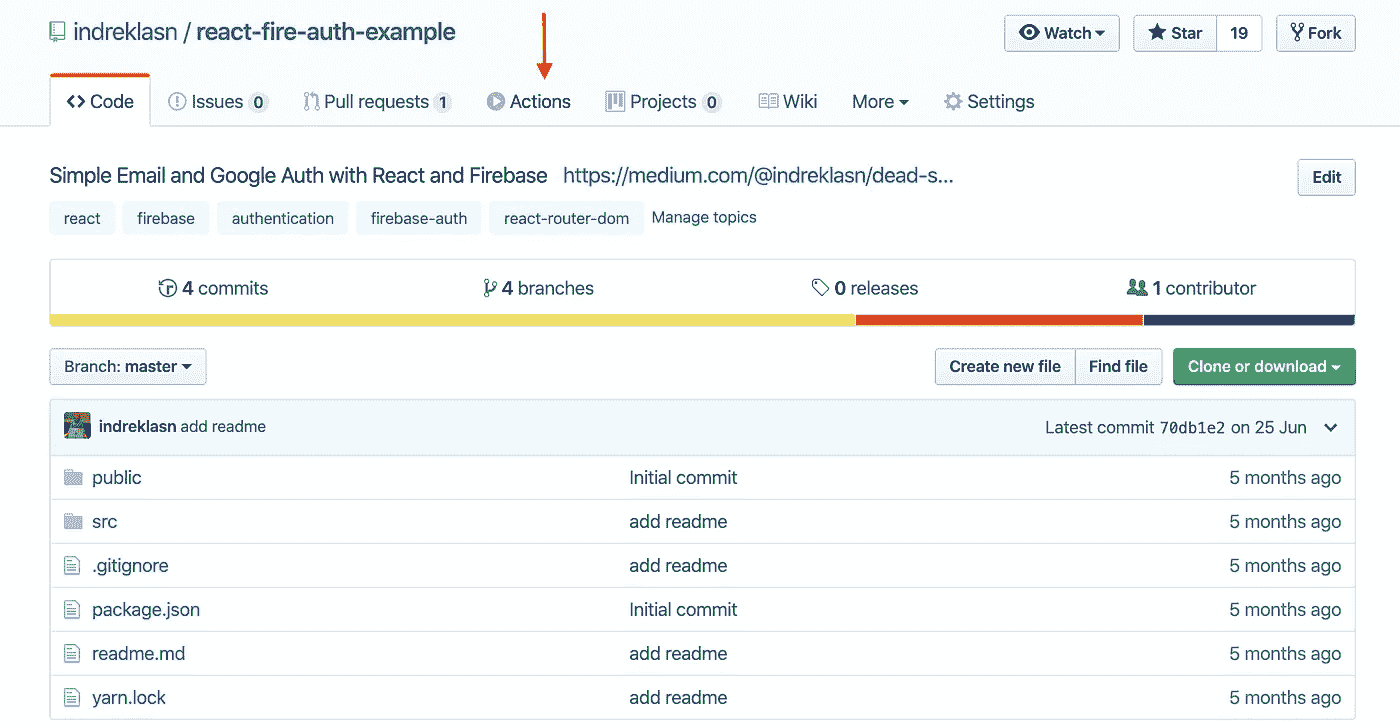 indreklasn / react-fire-auth-example Watch Star 19 Fork
Code Issues 0 Pull requests 1 Actions Projects 0 Wiki More Settings
Simple Email and Google Auth with React and Firebase https://medium.com/@indreklasn/dead-s... Edit
react firebase authentication firebase-auth react-router-dom Manage topics
4 commits 4 branches 0 releases 1 contributor
Branch: master Create new file Find file Clone or download
indreklasn add readme Latest commit 70db1e2 on 25 Jun
public Initial commit 5 months ago
src add readme 5 months ago
.gitignore add readme 5 months ago
package.json Initial commit 5 months ago
readme.md add readme 5 months ago
yarn.lock add readme 5 months ago